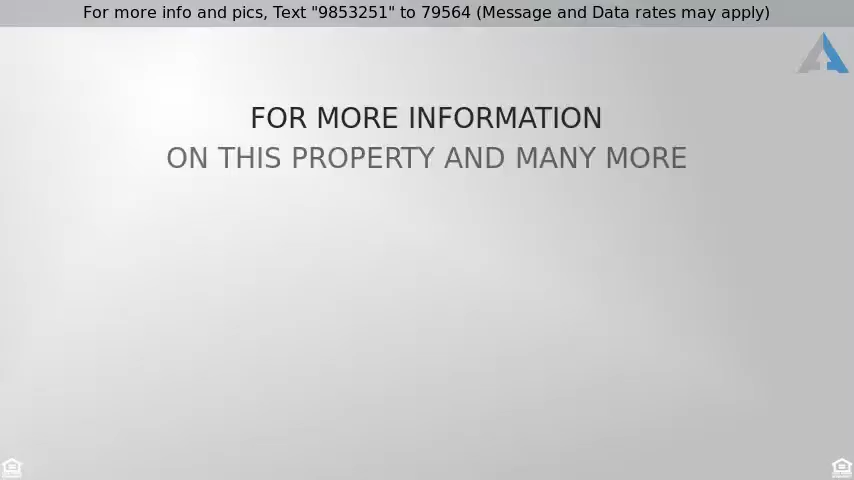 For more info and pics, Text "9853251" to 79564 (Message and Data rates may apply)
FOR MORE INFORMATION
ON THIS PROPERTY AND MANY MORE